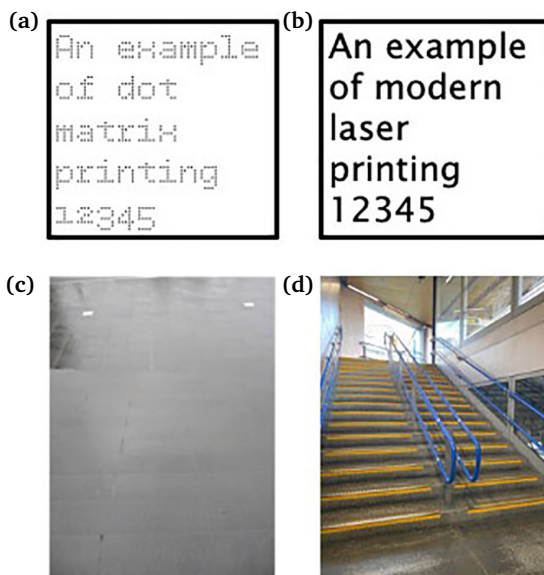 (a)
An example
of dot
matrix
printing
12345
(b)
An example
of modern
laser
printing
12345
(c)
(d)